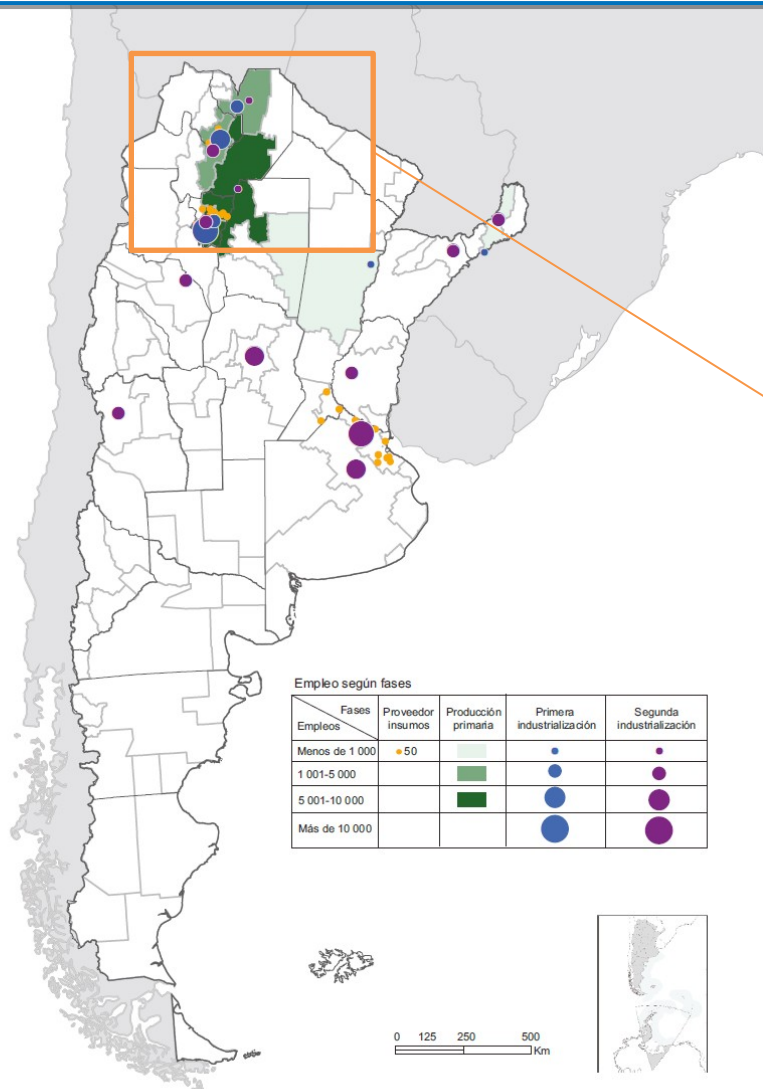 Empleo según fases
Fases
Empleos
Proveedor insumos
Producción primaria
Primera industrialización
Segunda industrialización
Menos de 1 000
50
1 001-5 000
5 001-10 000
Más de 10 000
0 125 250 500
Km